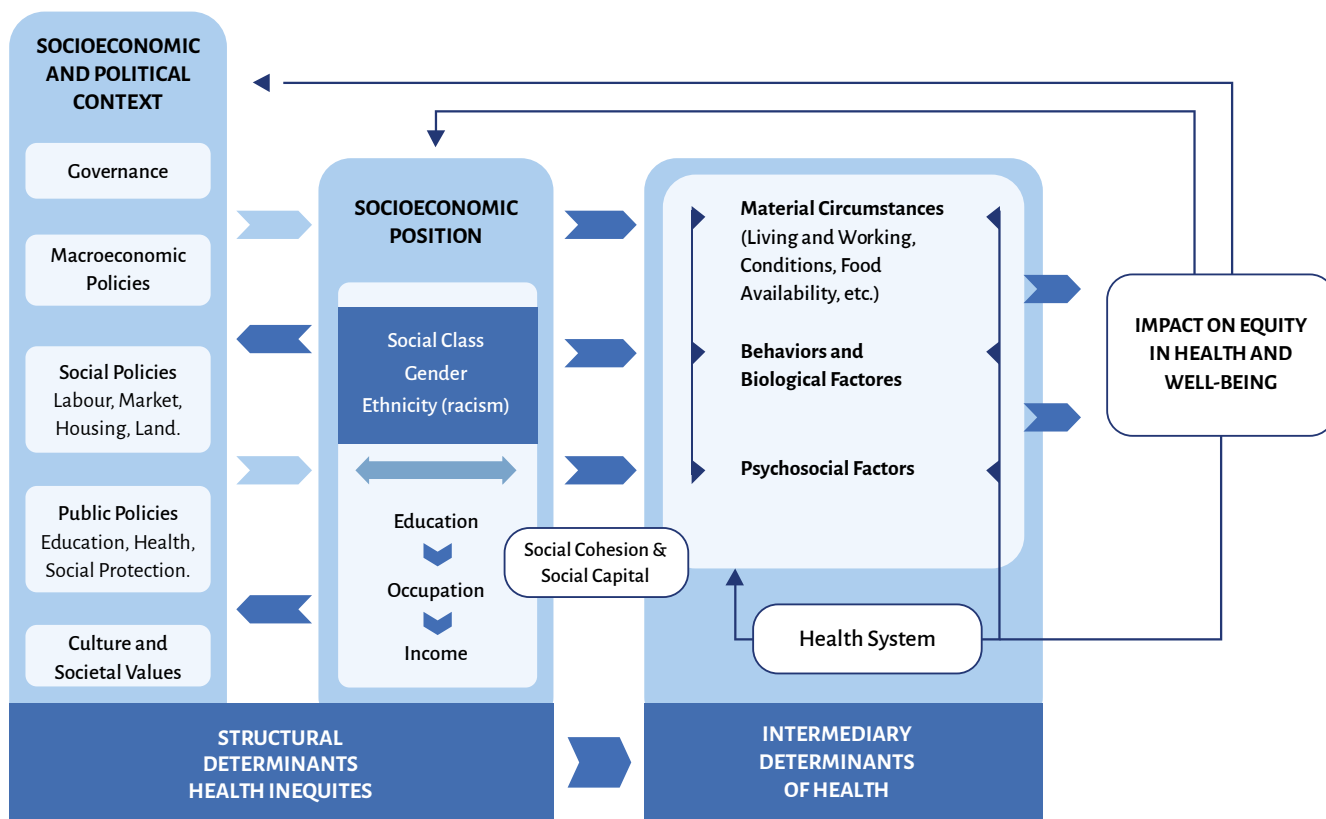 SOCIOECONOMIC
AND POLITICAL
CONTEXT
Governance
Macroeconomic
Policies
Social Policies
Labour, Market,
Housing, Land.
Public Policies
Education, Health,
Social Protection.
Culture and
Societal Values
SOCIOECONOMIC
POSITION
Social Class
Gender
Ethnicity (racism)
Education
Occupation
Income
Social Cohesion &
Social Capital
Material Circumstances
(Living and Working,
Conditions, Food
Availability, etc.)
Behaviors and
Biological Factores
Psychosocial Factors
Health System
IMPACT ON EQUITY
IN HEALTH AND
WELL-BEING
STRUCTURAL
DETERMINANTS
HEALTH INEQUITES
INTERMEDIARY
DETERMINANTS
OF HEALTH